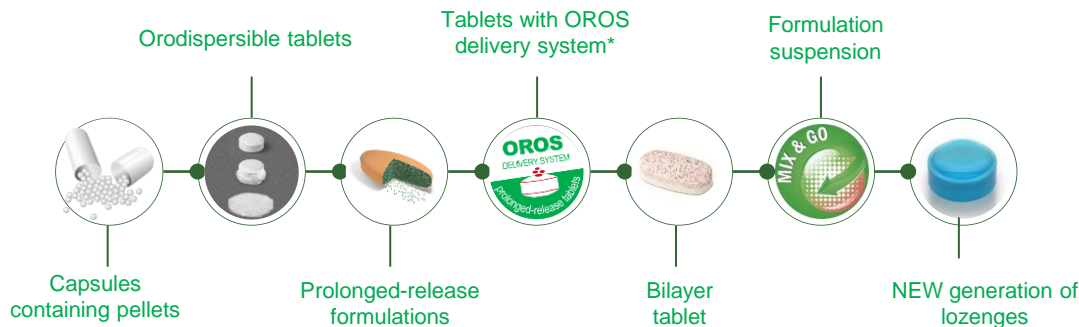 Tablets with OROS
delivery system*
Formulation
suspension
Orodispersible tablets
OROS
DELIVERY SYSTEM
prolonged-release tablets
MIX & GO
Capsules
containing pellets
Prolonged-release
formulations
Bilayer
tablet
NEW generation of
lozenges